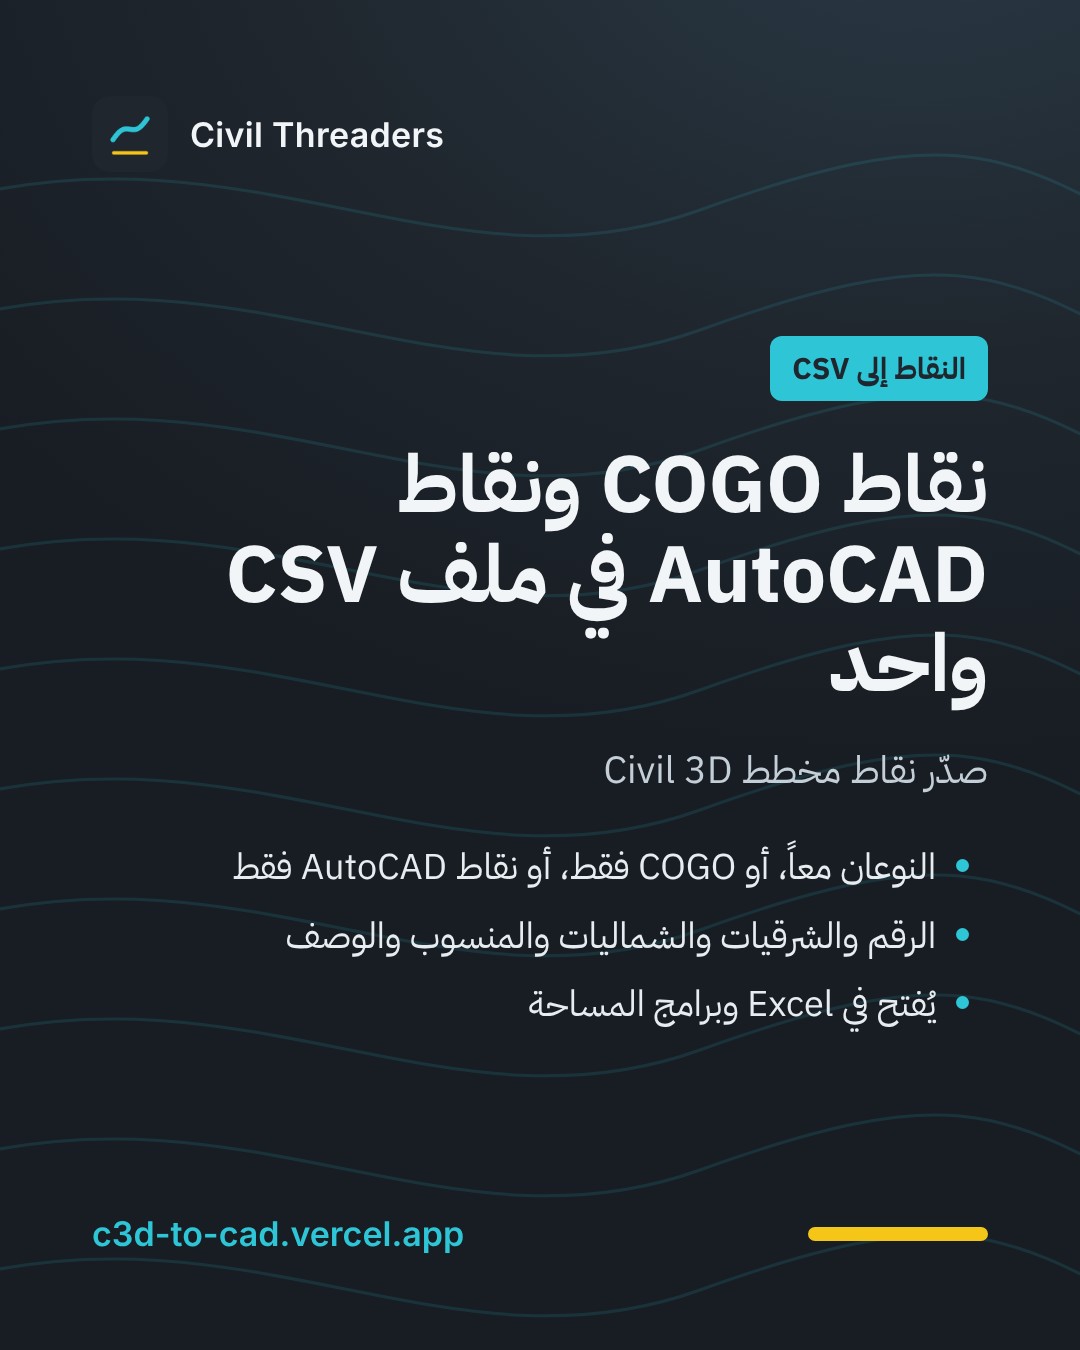 Civil Threaders
النقاط إلى CSV
نقاط COGO ونقاط
AutoCAD في ملف CSV
واحد
صدّر نقاط مخطط Civil 3D
النوعان معاً، أو COGO فقط، أو نقاط AutoCAD فقط
الرقم والشرقيات والشماليات والمنسوب والوصف
يُفتح في Excel وبرامج المساحة
c3d-to-cad.vercel.app